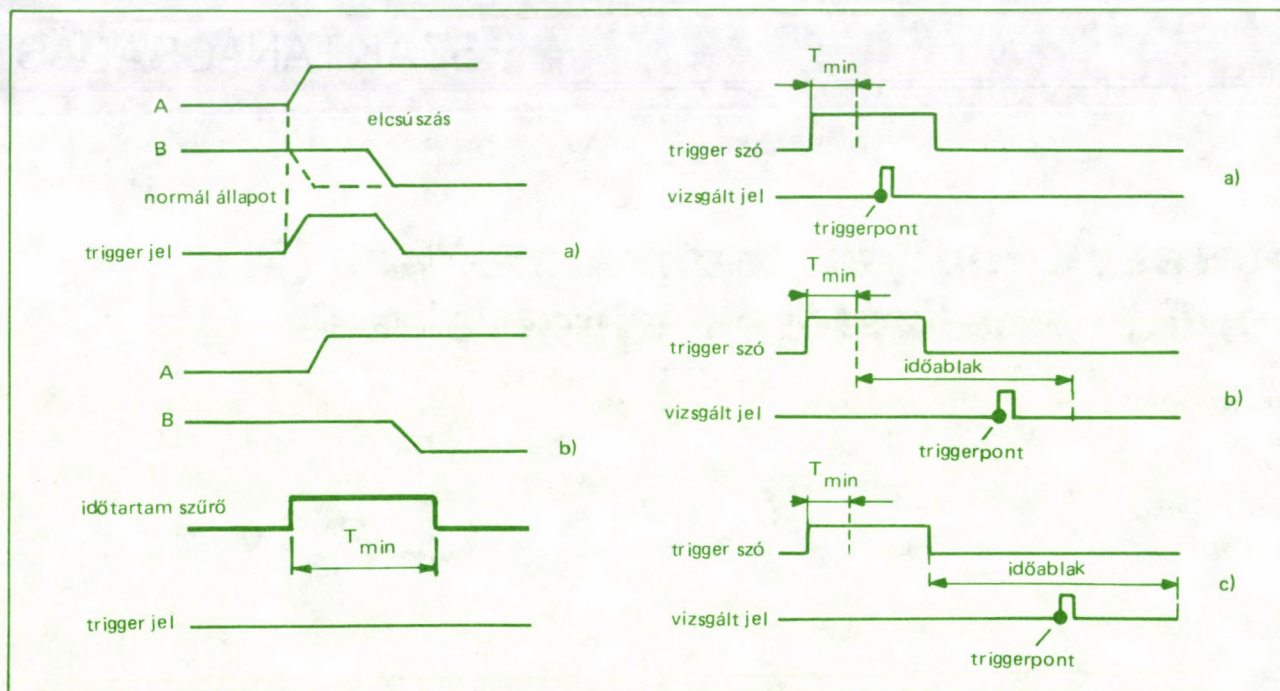 A
elcsúszás
B
normál állapot
trigger jel
a)
A
B
b)
időtartam szűrő
T min
trigger jel
T min
trigger szó
a)
vizsgált jel
triggerpont
T min
trigger szó
időablak
b)
vizsgált jel
triggerpont
T min
trigger szó
időablak
c)
vizsgált jel
triggerpont